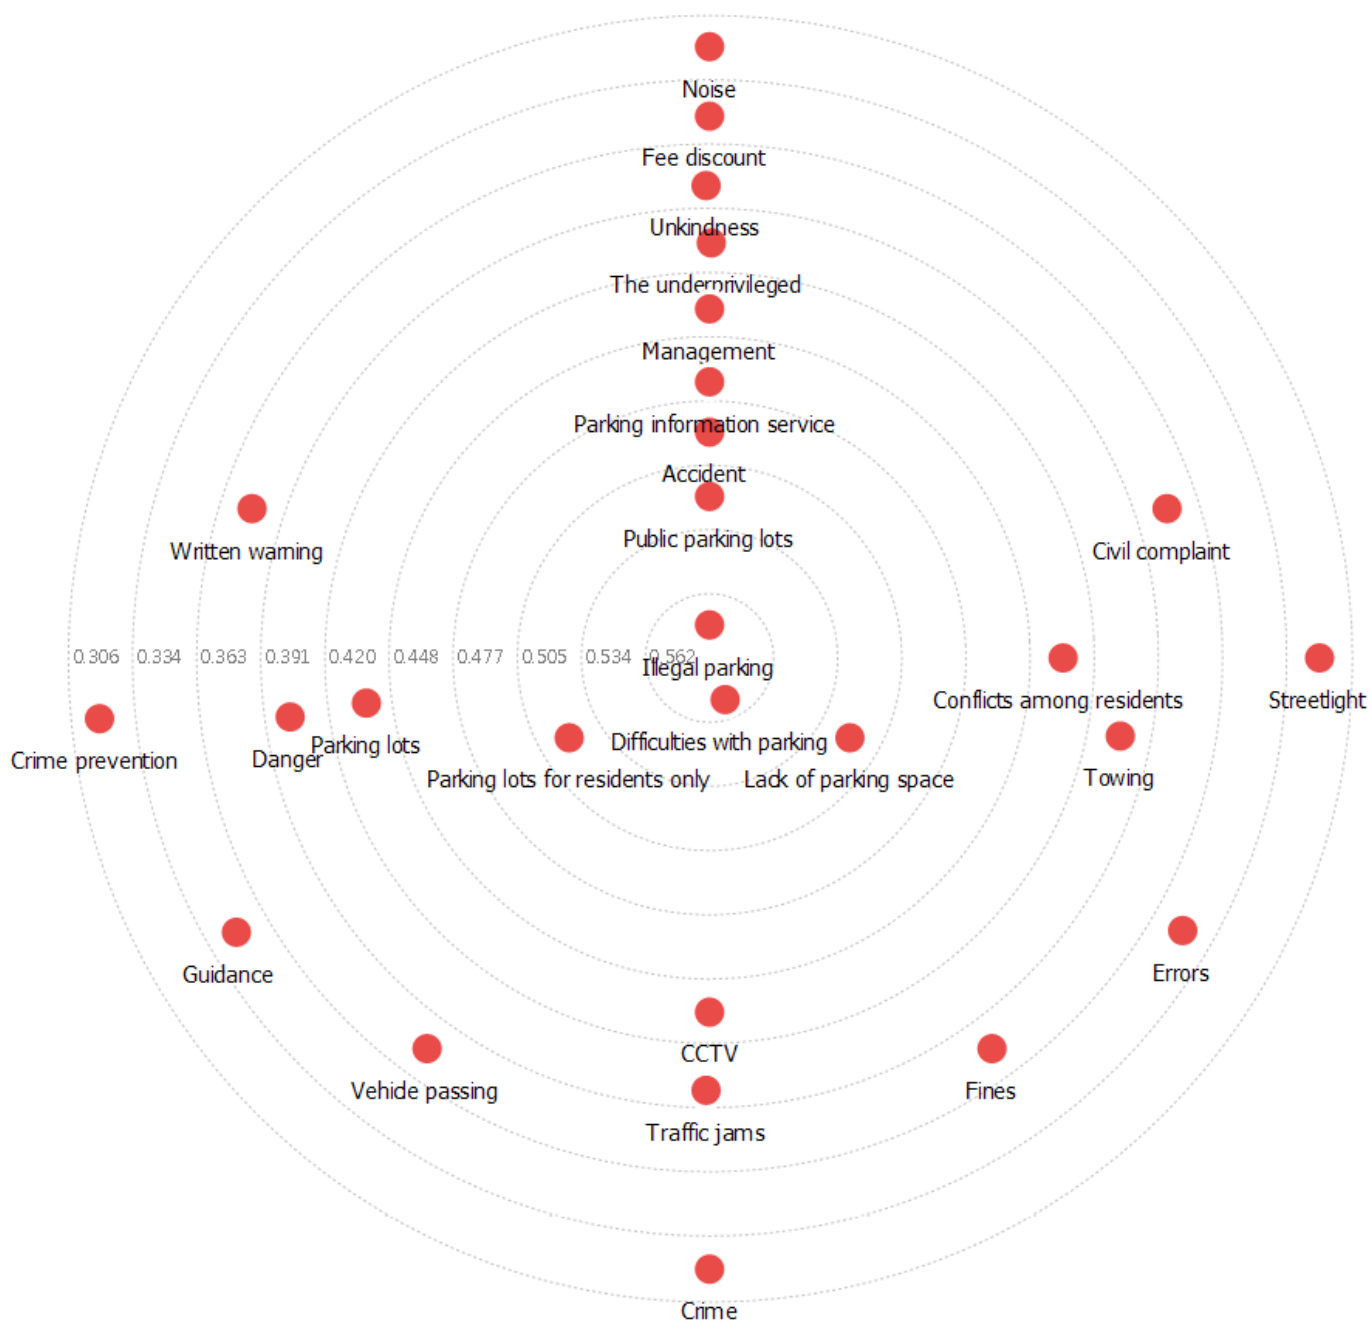 Noise
Fee discount
Unkindness
The underprivileged
Management
Parking information service
Accident
Public parking lots
Written warning
Civil complaint
0.306 0.334 0.363 0.391 0.420 0.448 0.477 0.505 0.534 0.562
Illegal parking
Conflicts among residents
Streetlight
Crime prevention
Danger
Parking lots
Difficulties with parking
Parking lots for residents only
Lack of parking space
Towing
Guidance
Errors
CCTV
Vehicle passing
Fines
Traffic jams
Crime